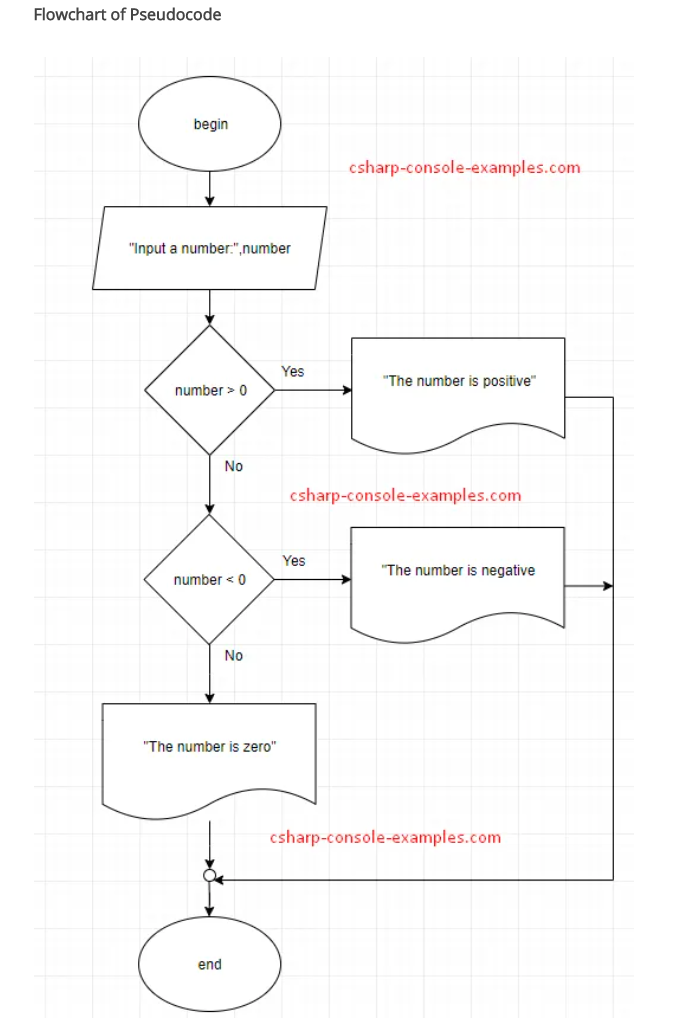 Flowchart of Pseudocode
begin
csharp-console-examples.com
"Input a number:",number
Yes
number > 0
"The number is positive"
No
csharp-console-examples.com
Yes
number < 0
"The number is negative
No
"The number is zero"
csharp-console-examples.com
end